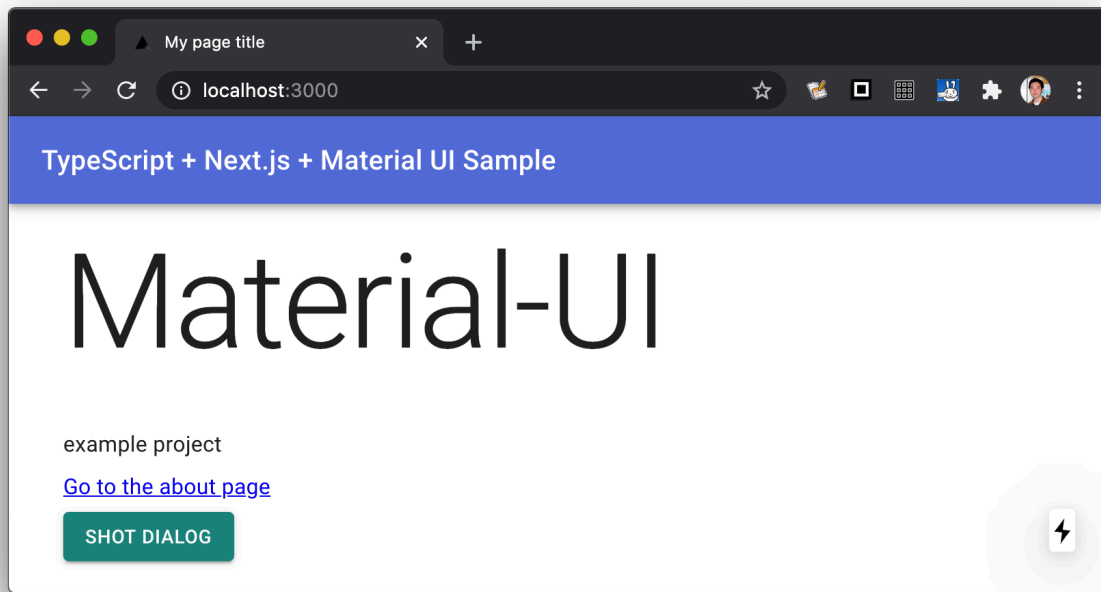 My page title
localhost:3000
TypeScript + Next.js + Material UI Sample
Material-UI
example project
Go to the about page
SHOT DIALOG